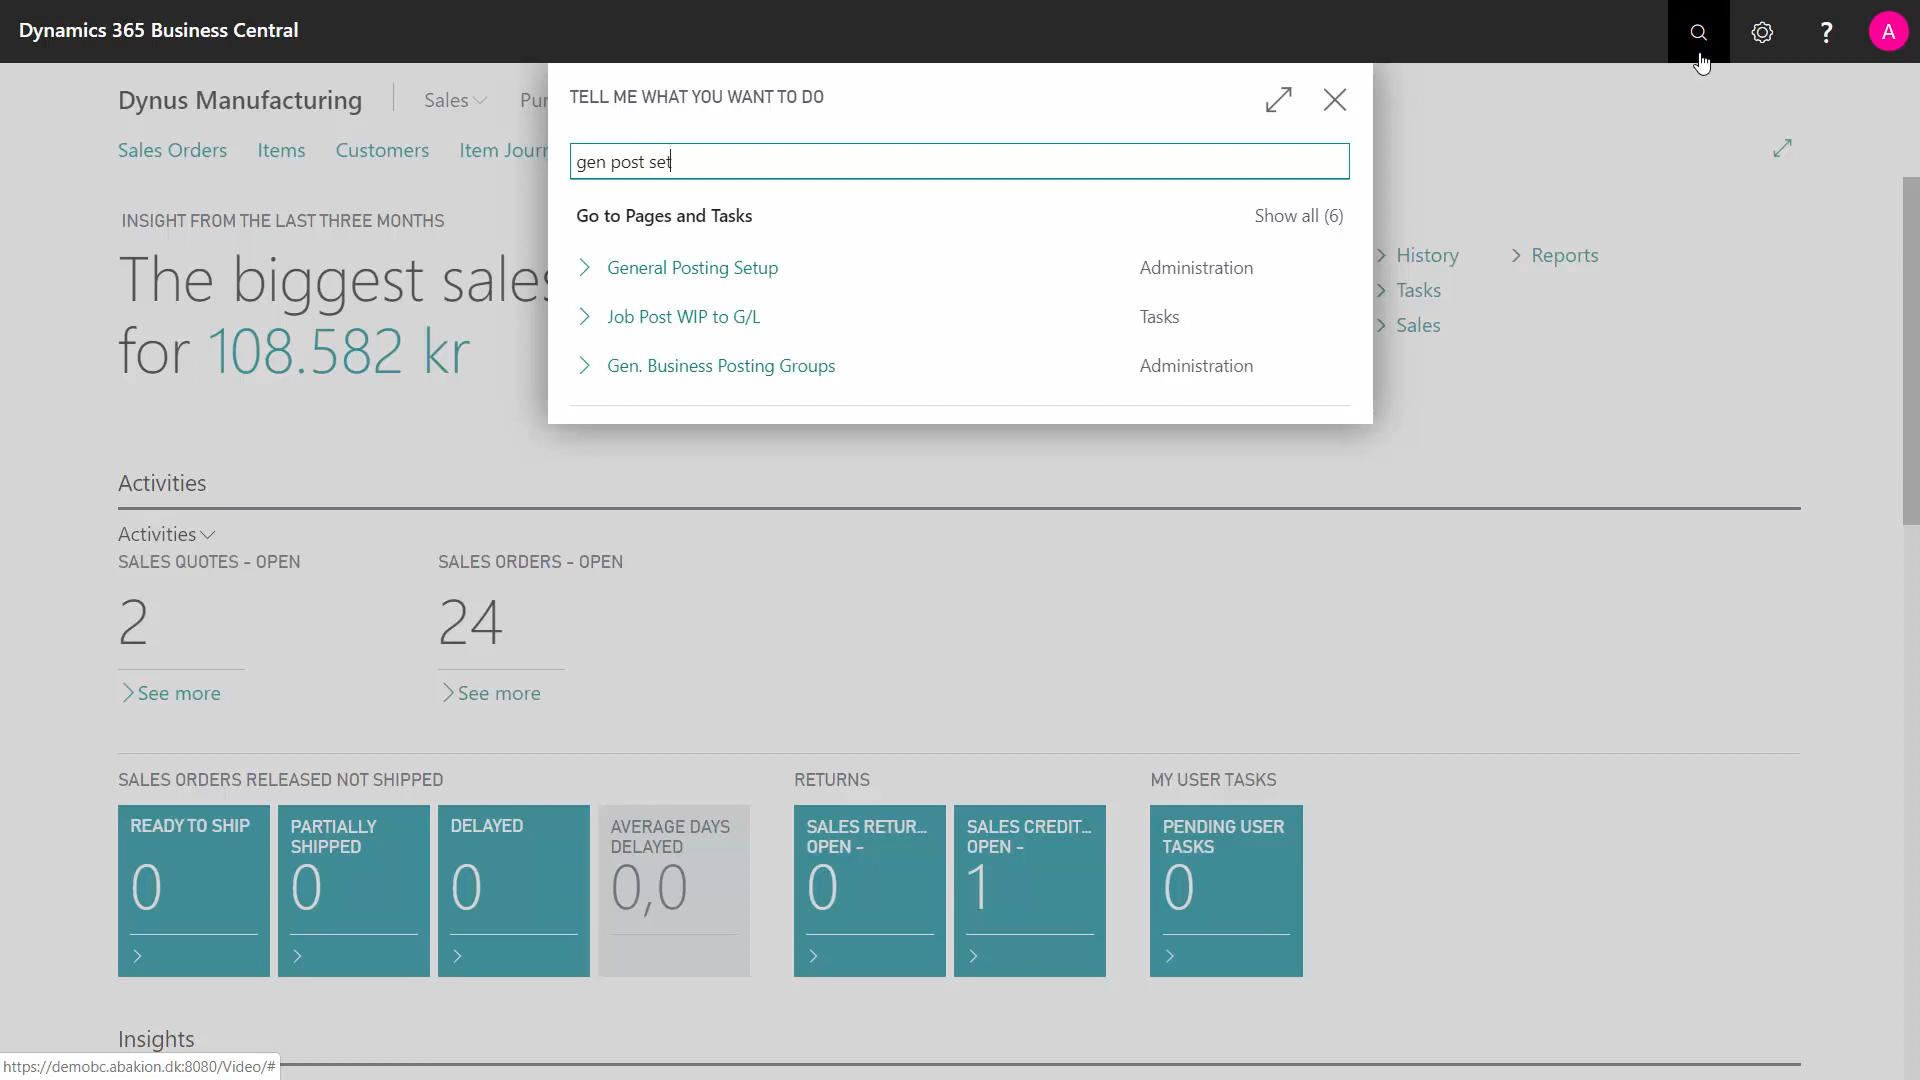 Dynamics 365 Business Central
?
A
TELL ME WHAT YOU WANT TO DO
Dynus Manufacturing
Sales
Pur
gen post set
Sales Orders
Items
Customers
Item Journ
Go to Pages and Tasks
Show all (6)
General Posting Setup
Administration
Job Post WIP to G/L
Tasks
Gen. Business Posting Groups
Administration
INSIGHT FROM THE LAST THREE MONTHS
The biggest sales
for 108.582 kr
History
Reports
Tasks
Sales
Activities
Activities
SALES QUOTES - OPEN
SALES ORDERS - OPEN
2
24
See more
See more
SALES ORDERS RELEASED NOT SHIPPED
RETURNS
MY USER TASKS
READY TO SHIP
0
PARTIALLY
SHIPPED
0
DELAYED
0
AVERAGE DAYS
DELAYED
0,0
SALES RETUR...
OPEN -
0
SALES CREDIT...
OPEN -
1
PENDING USER
TASKS
0
Insights
https://demobc.abakion.dk:8080/Video/#